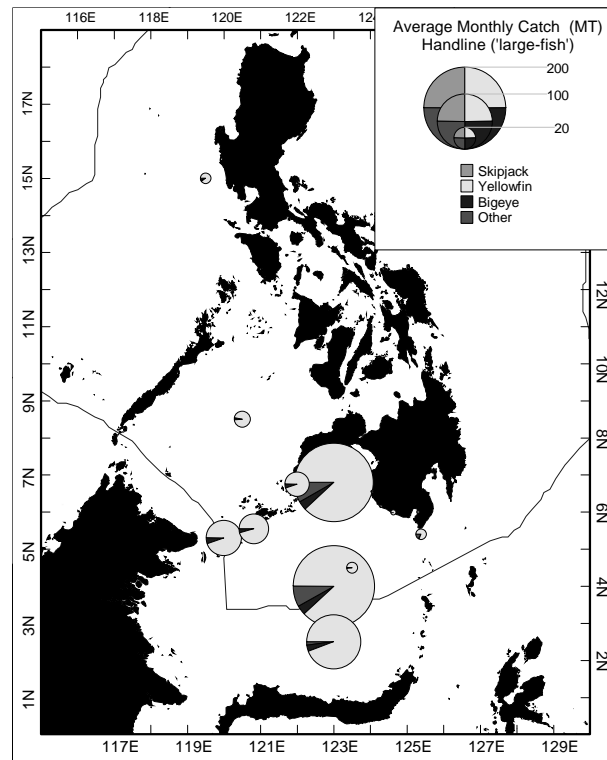 116E 118E 120E 122E 124
Average Monthly Catch (MT)
Handline ('large-fish')
200
100
20
Skipjack
Yellowfin
Bigeye
Other
17N
15N
13N
11N
9N
7N
5N
3N
1N
12N
10N
8N
6N
4N
2N
117E 119E 121E 123E 125E 127E 129E